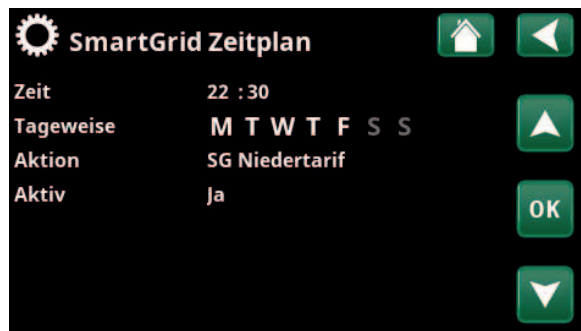 SmartGrid Zeitplan
Zeit 22 :30
Tageweise M T W T F S S
Aktion SG Niedertarif
Aktiv Ja
OK